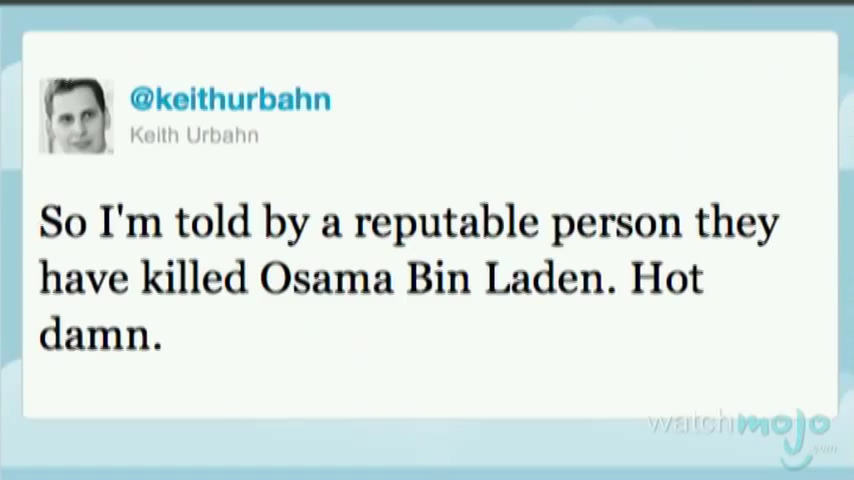 @keithurbahn
Keith Urbahn
So I'm told by a reputable person they
have killed Osama Bin Laden. Hot
damn.
watchmojo
.com